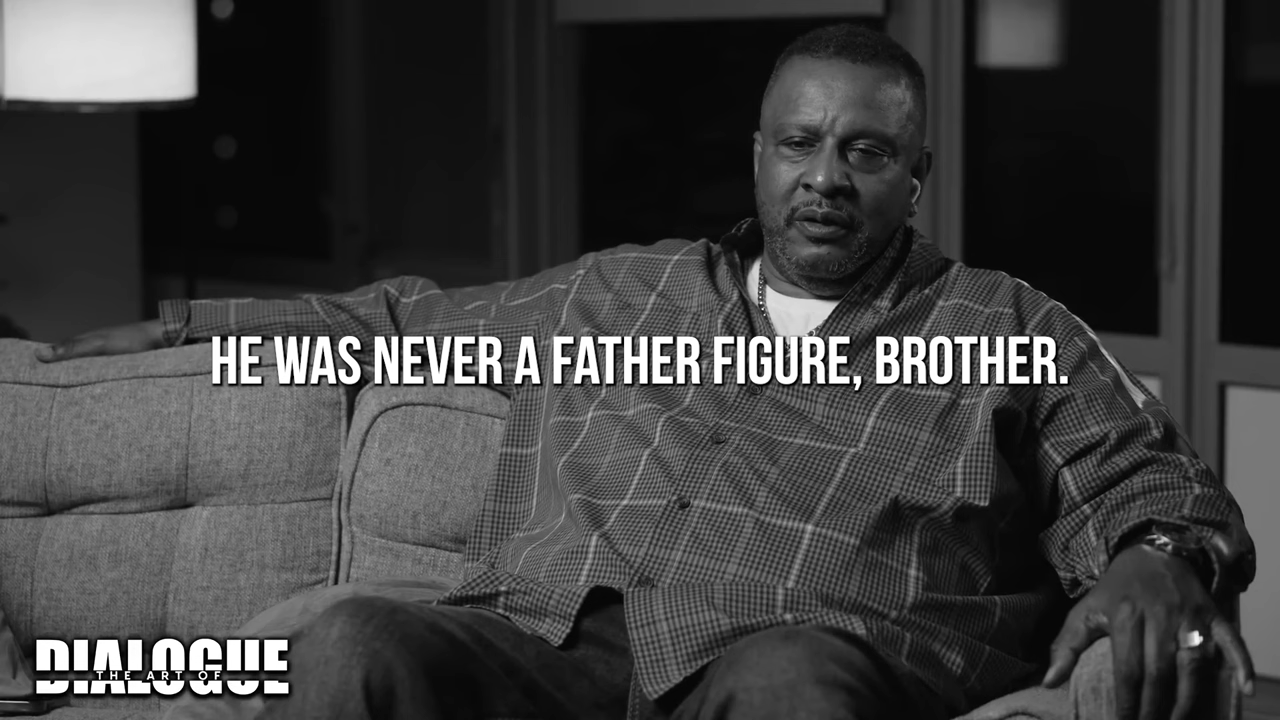 HE WAS NEVER A FATHER FIGURE, BROTHER.
DIALOGUE
THE ART OF